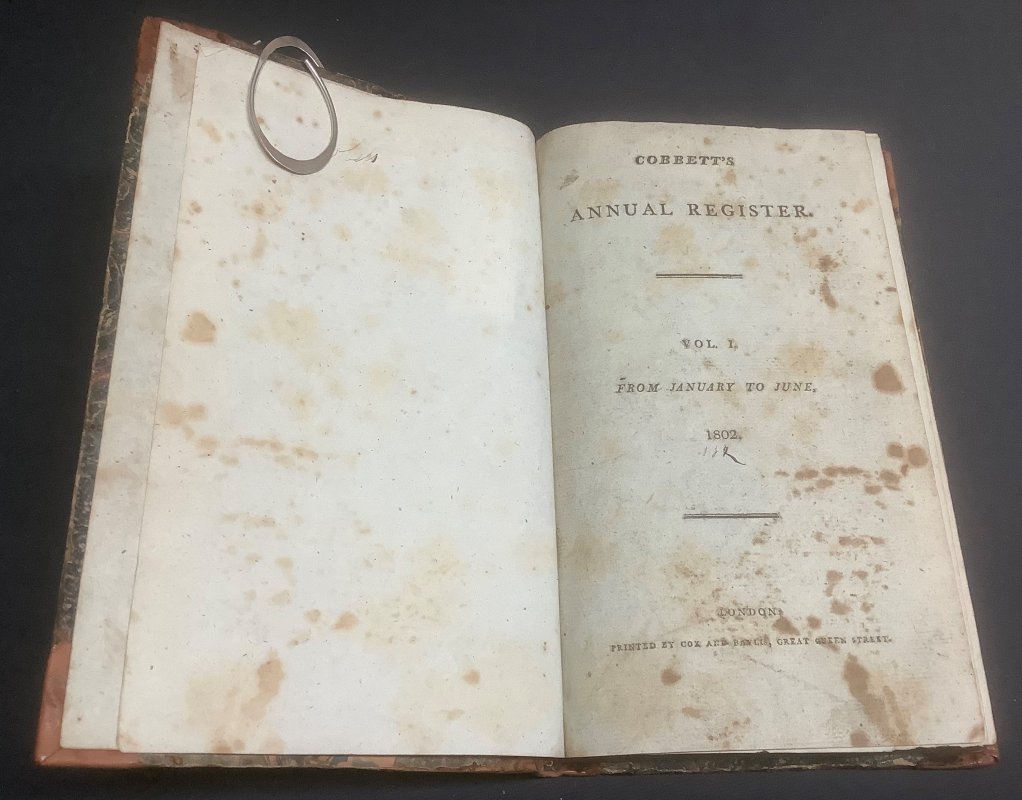 COBBETT'S
ANNUAL REGISTER.
VOL. I.
FROM JANUARY TO JUNE,
1802.
LONDON:
PRINTED BY COX AND BAYLIS, GREAT QUEEN STREET.